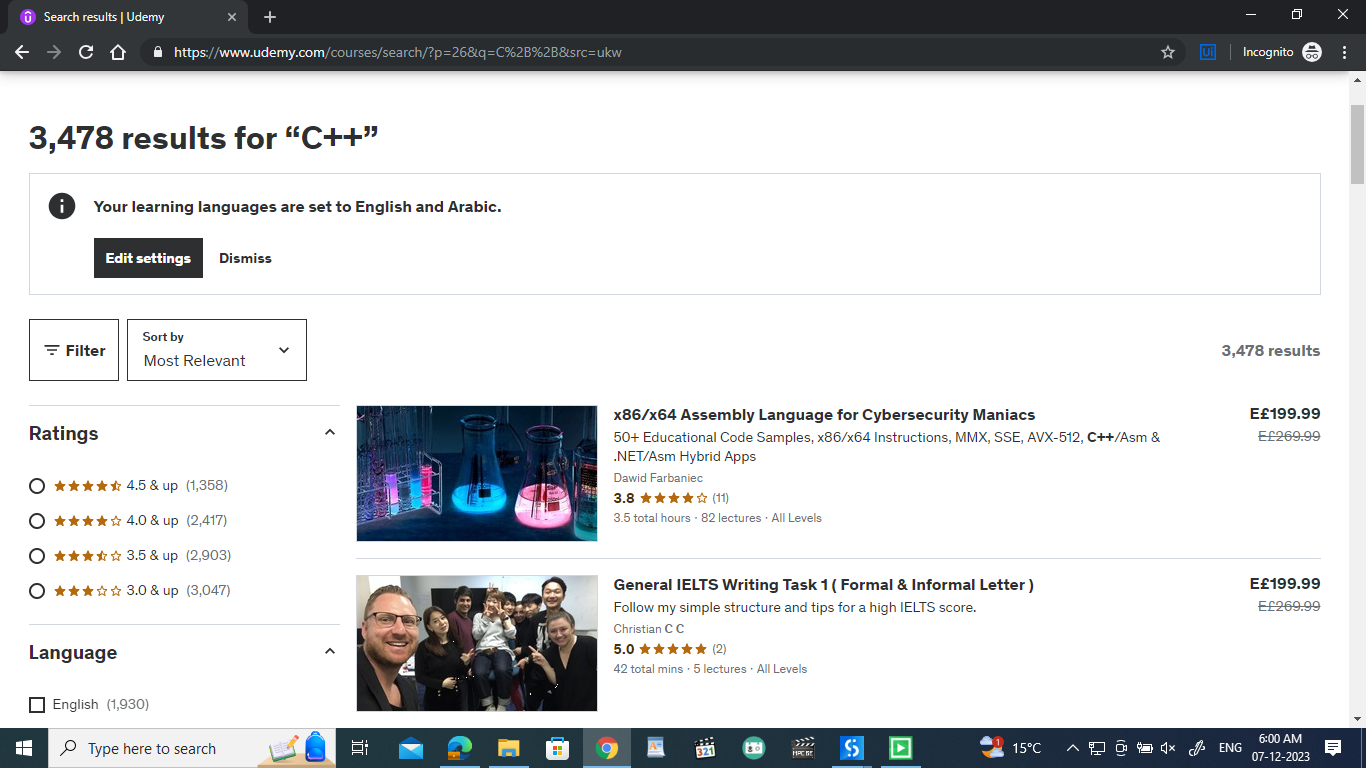 Search results | Udemy
https://www.udemy.com/courses/search/?p=26&q=C%2B%2B&src=ukw
Incognito
3,478 results for “C++”
Your learning languages are set to English and Arabic.
Edit settings
Dismiss
Filter
Sort by
Most Relevant
3,478 results
Ratings
4.5 & up (1,358)
4.0 & up (2,417)
3.5 & up (2,903)
3.0 & up (3,047)
Language
English (1,930)
x86/x64 Assembly Language for Cybersecurity Maniacs
E£199.99
50+ Educational Code Samples, x86/x64 Instructions, MMX, SSE, AVX-512, C++/Asm &
E£269.99
.NET/Asm Hybrid Apps
Dawid Farbaniec
3.8 (11)
3.5 total hours · 82 lectures · All Levels
General IELTS Writing Task 1 ( Formal & Informal Letter )
E£199.99
Follow my simple structure and tips for a high IELTS score.
E£269.99
Christian C C
5.0 (2)
42 total mins · 5 lectures · All Levels
Type here to search
321
MPC BE
1
15°C
ENG
6:00 AM
07-12-2023